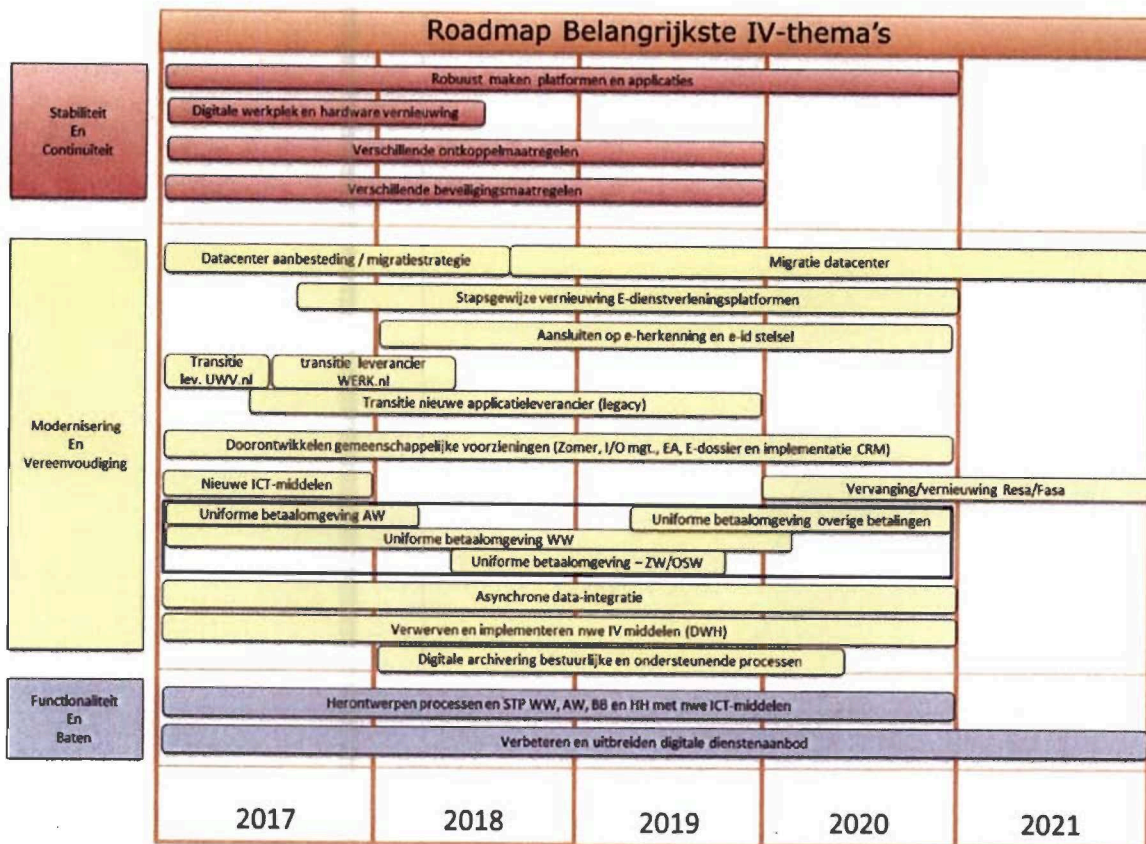 Roadmap Belangrijkste IV-thema's
Stabiliteit
En
Continuïteit
Robuust maken platformen en applicaties
Digitale werkplek en hardware vernieuwing
Verschillende ontkoppelmaatregelen
Verschillende beveiligingsmaatregelen
Modernisering
En
Vereenvoudiging
Datacenter aanbesteding / migratiestrategie
Migratie datacenter
Stapsgewijze vernieuwing E-dienstverleningsplatformen
Aansluiten op e-herkenning en e-id stelsel
Transitie
lev. UWV.nl
transitie leverancier
WERK.nl
Transitie nieuwe applicatieleverancier (legacy)
Doorontwikkelen gemeenschappelijke voorzieningen (Zomer, I/O mgt., EA, E-dossier en implementatie CRM)
Nieuwe ICT-middelen
Vervanging/vernieuwing Resa/Fasa
Uniforme betaalomgeving AW
Uniforme betaalomgeving overige betalingen
Uniforme betaalomgeving WW
Uniforme betaalomgeving – ZW/OSW
Asynchrone data-integratie
Verwerven en implementeren nwe IV middelen (DWH)
Digitale archivering bestuurlijke en ondersteunende processen
Functionaliteit
En
Baten
Herontwerpen processen en STP WW, AW, BB en HH met nwe ICT-middelen
Verbeteren en uitbreiden digitale dienstenaanbod
2017
2018
2019
2020
2021